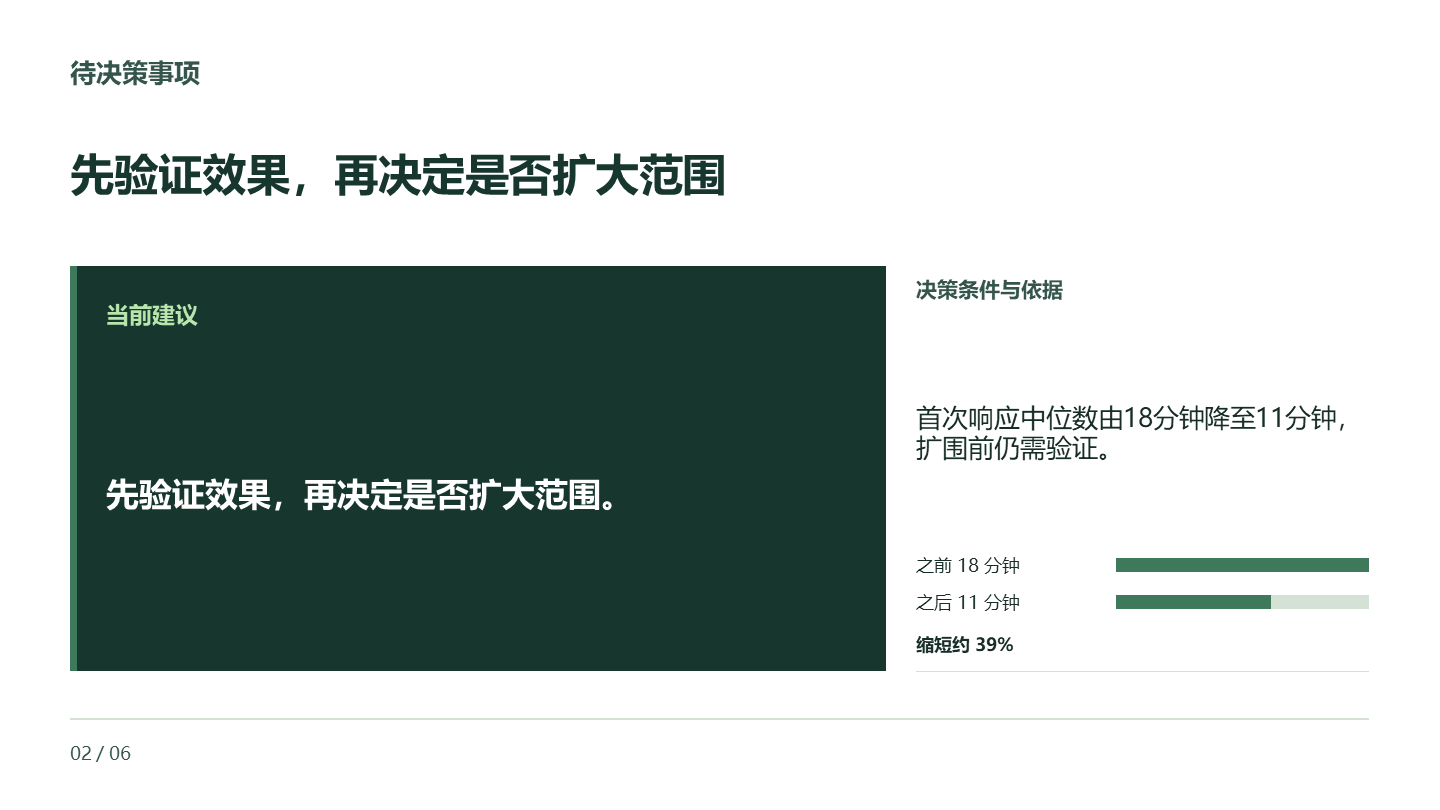 待决策事项
先验证效果，再决定是否扩大范围
当前建议
先验证效果，再决定是否扩大范围。
决策条件与依据
首次响应中位数由18分钟降至11分钟，
扩围前仍需验证。
之前 18 分钟
之后 11 分钟
缩短约 39%
02 / 06